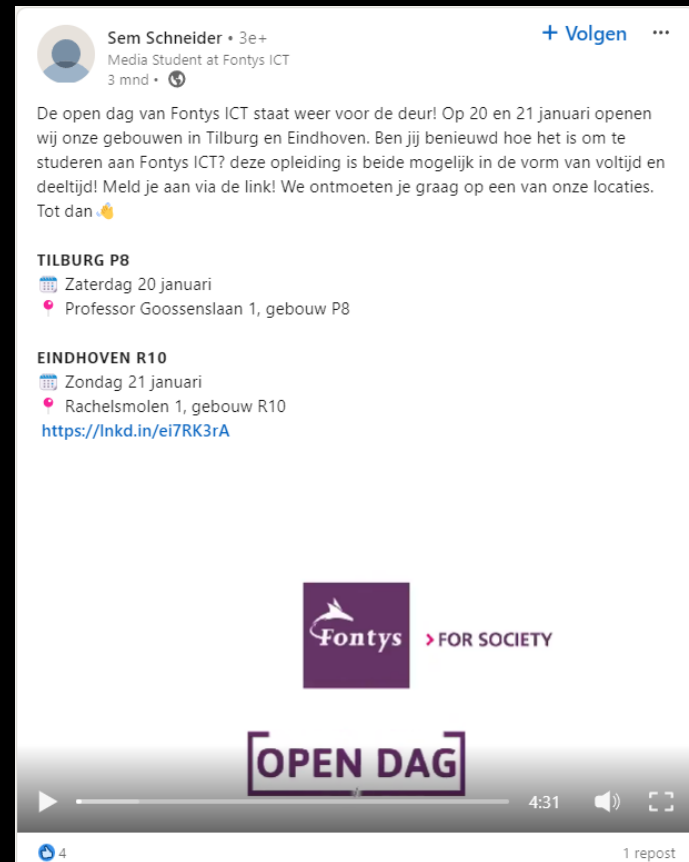 Sem Schneider • 3e+
+ Volgen
Media Student at Fontys ICT
3 mnd •
De open dag van Fontys ICT staat weer voor de deur! Op 20 en 21 januari openen
wij onze gebouwen in Tilburg en Eindhoven. Ben jij benieuwd hoe het is om te
studeren aan Fontys ICT? deze opleiding is beide mogelijk in de vorm van voltijd en
deeltijd! Meld je aan via de link! We ontmoeten je graag op een van onze locaties.
Tot dan 👋
TILBURG P8
🗓️ Zaterdag 20 januari
📍 Professor Goossenslaan 1, gebouw P8
EINDHOVEN R10
🗓️ Zondag 21 januari
📍 Rachelsmolen 1, gebouw R10
https://lnkd.in/ei7RK3rA
Fontys
> FOR SOCIETY
[OPEN DAG]
4:31
4
1 repost